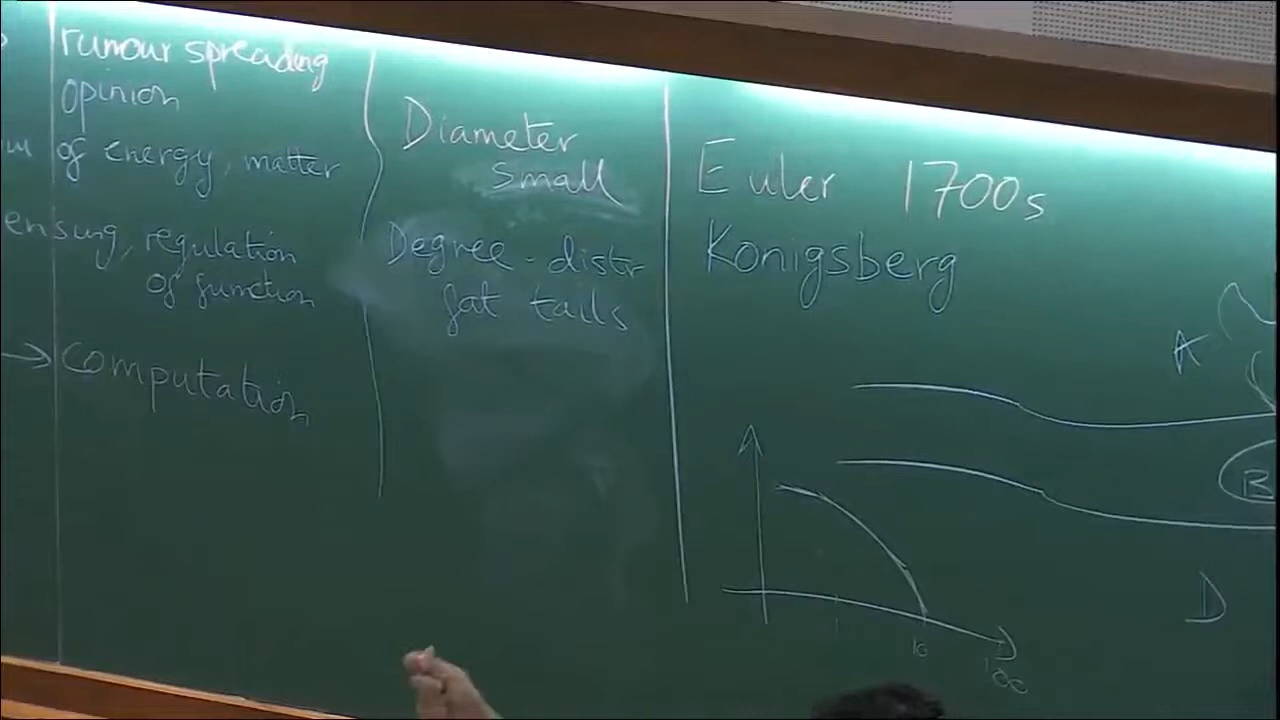 rumour spreading
opinion
of energy, matter
ensing, regulation
of function
→ computation
Diameter
small
Degree - distr
fat tails
Euler 1700s
Konigsberg
A
B
D
1
10
100